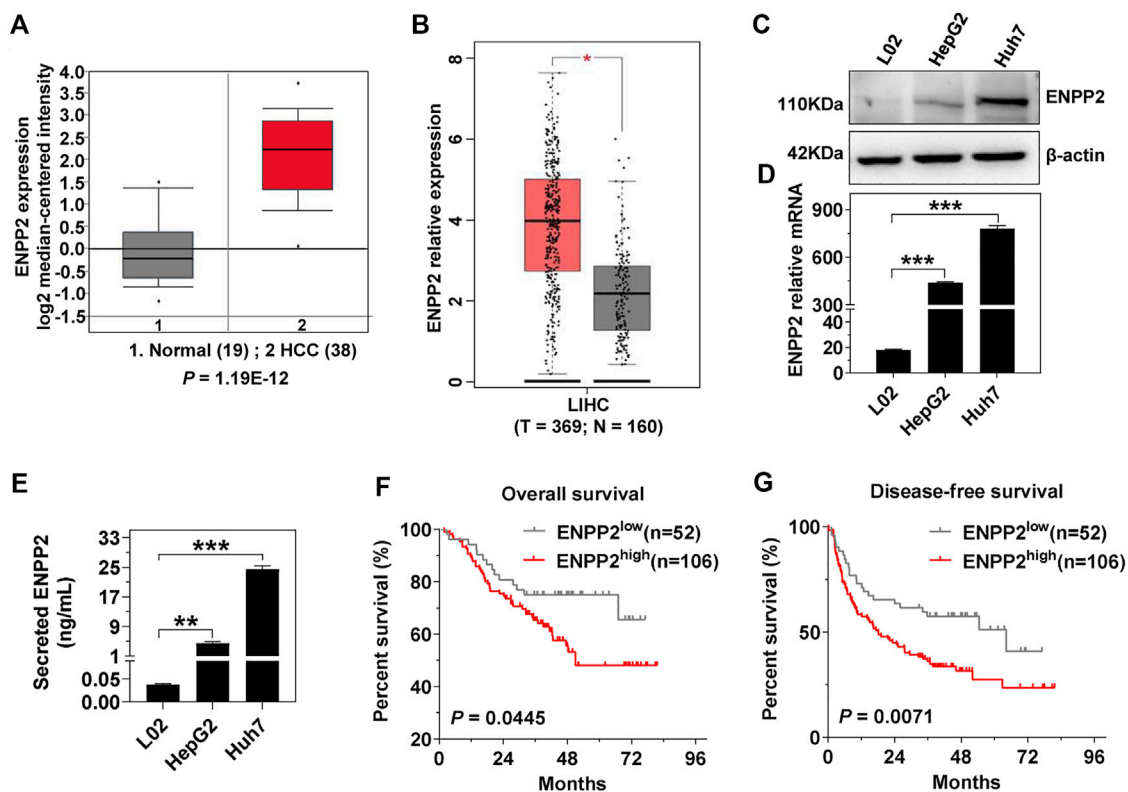 A
ENPP2 expression
log2 median-centered intensity
4.0
3.5
3.0
2.5
2.0
1.5
1.0
0.5
0.0
-0.5
-1.0
-1.5
1
2
1. Normal (19) ; 2 HCC (38)
P = 1.19E-12
B
ENPP2 relative expression
8
6
4
2
0
*
LIHC
(T = 369; N = 160)
C
L02
HepG2
Huh7
110KDa
ENPP2
42KDa
β-actin
D
ENPP2 relative mRNA
900
600
300
40
20
0
***
***
L02
HepG2
Huh7
E
Secreted ENPP2
(ng/mL)
33
25
17
9
1
0.05
0.00
***
**
L02
HepG2
Huh7
F
Overall survival
ENPP2low(n=52)
ENPP2high(n=106)
Percent survival (%)
100
80
60
40
20
P = 0.0445
0
24
48
72
96
Months
G
Disease-free survival
ENPP2low(n=52)
ENPP2high(n=106)
Percent survival (%)
100
50
0
P = 0.0071
0
24
48
72
96
Months